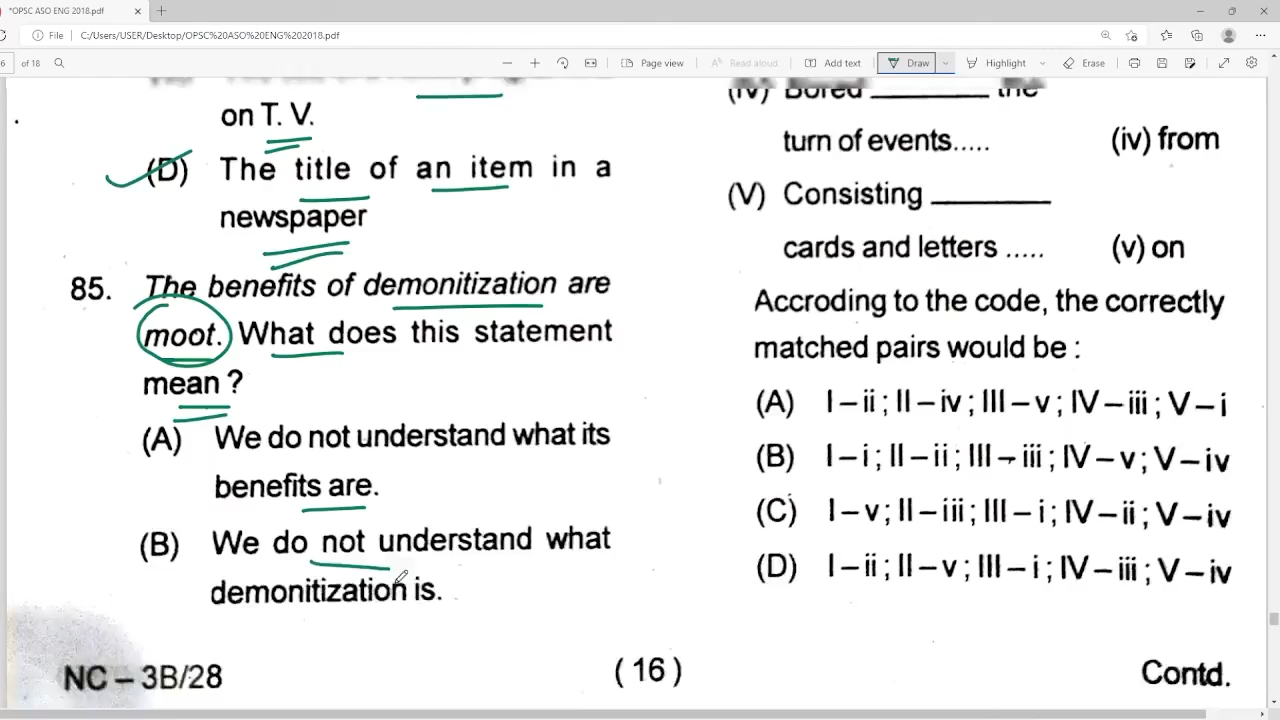 *OPSC ASO ENG 2018.pdf
File
C:/Users/USER/Desktop/OPSC%20ASO%20ENG%202018.pdf
6 of 18
Page view
Read aloud
Add text
Draw
Highlight
Erase
on T. V.
(D) The title of an item in a
newspaper
85. The benefits of demonitization are
moot. What does this statement
mean ?
(A) We do not understand what its
benefits are.
(B) We do not understand what
demonitization is.
(IV) Bored ________ the
turn of events..... (iv) from
(V) Consisting ________
cards and letters ..... (v) on
Accroding to the code, the correctly
matched pairs would be :
(A) I – ii ; II – iv ; III – v ; IV – iii ; V – i
(B) I – i ; II – ii ; III – iii ; IV – v ; V – iv
(C) I – v ; II – iii ; III – i ; IV – ii ; V – iv
(D) I – ii ; II – v ; III – i ; IV – iii ; V – iv
NC – 3B/28
( 16 )
Contd.